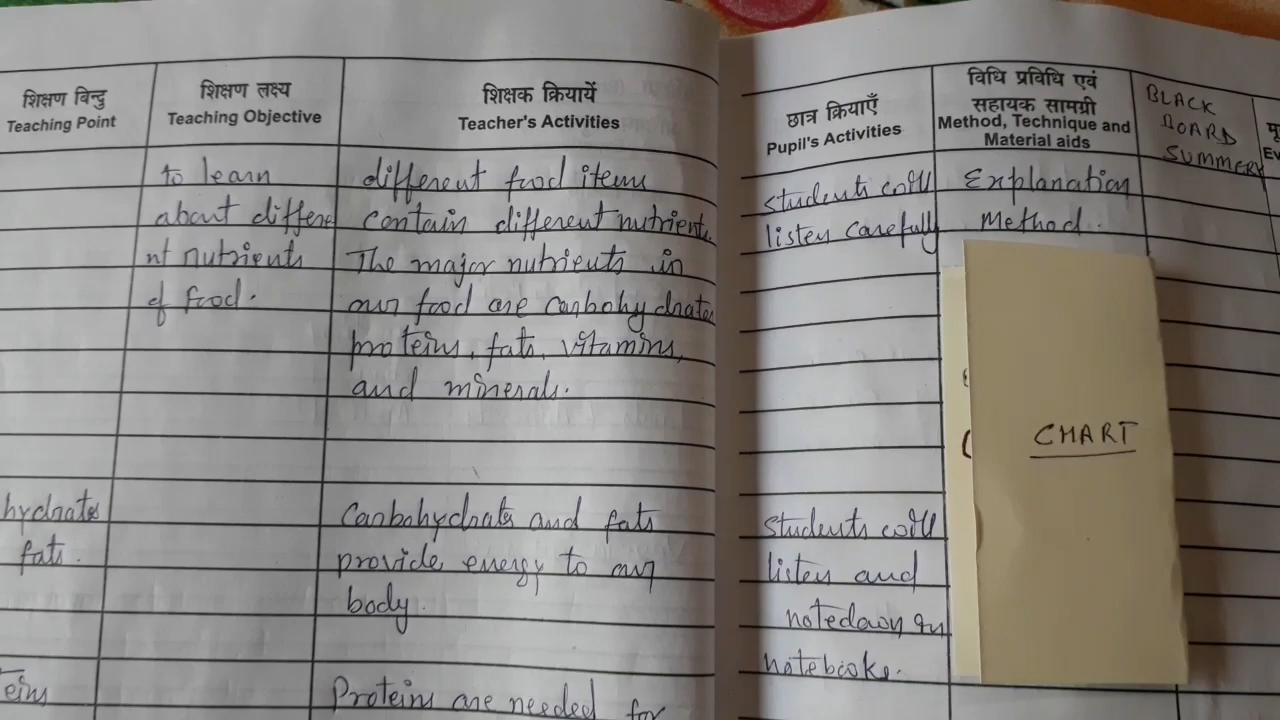 शिक्षण विन्दु
Teaching Point
शिक्षण लक्ष्य
Teaching Objective
शिक्षक क्रियायें
Teacher's Activities
to learn
about differe
nt nutrients
of food.
different food items
contain different nutrients.
The major nutrients in
our food are carbohydrates
proteins, fats, vitamins,
and minerals.
hydrates
fats.
Carbohydrates and fats
provide energy to our
body.
teins
Proteins are needed for
छात्र क्रियाएँ
Pupil's Activities
विधि प्रविधि एवं
सहायक सामग्री
Method, Technique and
Material aids
BLACK
BOARD
SUMMERY
मू
Ev
students will
listen carefully
Explanation
Method.
CHART
students will
listen and
notedown in
notebooks.